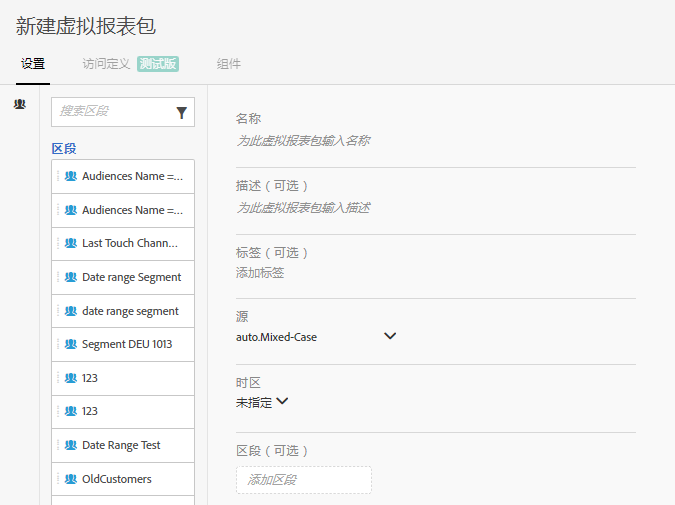 新建虚拟报表包
设置 访问定义 测试版 组件
搜索区段
区段
Audiences Name =...
Audiences Name =...
Last Touch Chann...
Date range Segment
date range segment
Segment DEU 1013
123
123
Date Range Test
OldCustomers
名称
为此虚拟报表包输入名称
描述（可选）
为此虚拟报表包输入描述
标签（可选）
添加标签
源
auto.Mixed-Case
时区
未指定
区段（可选）
添加区段